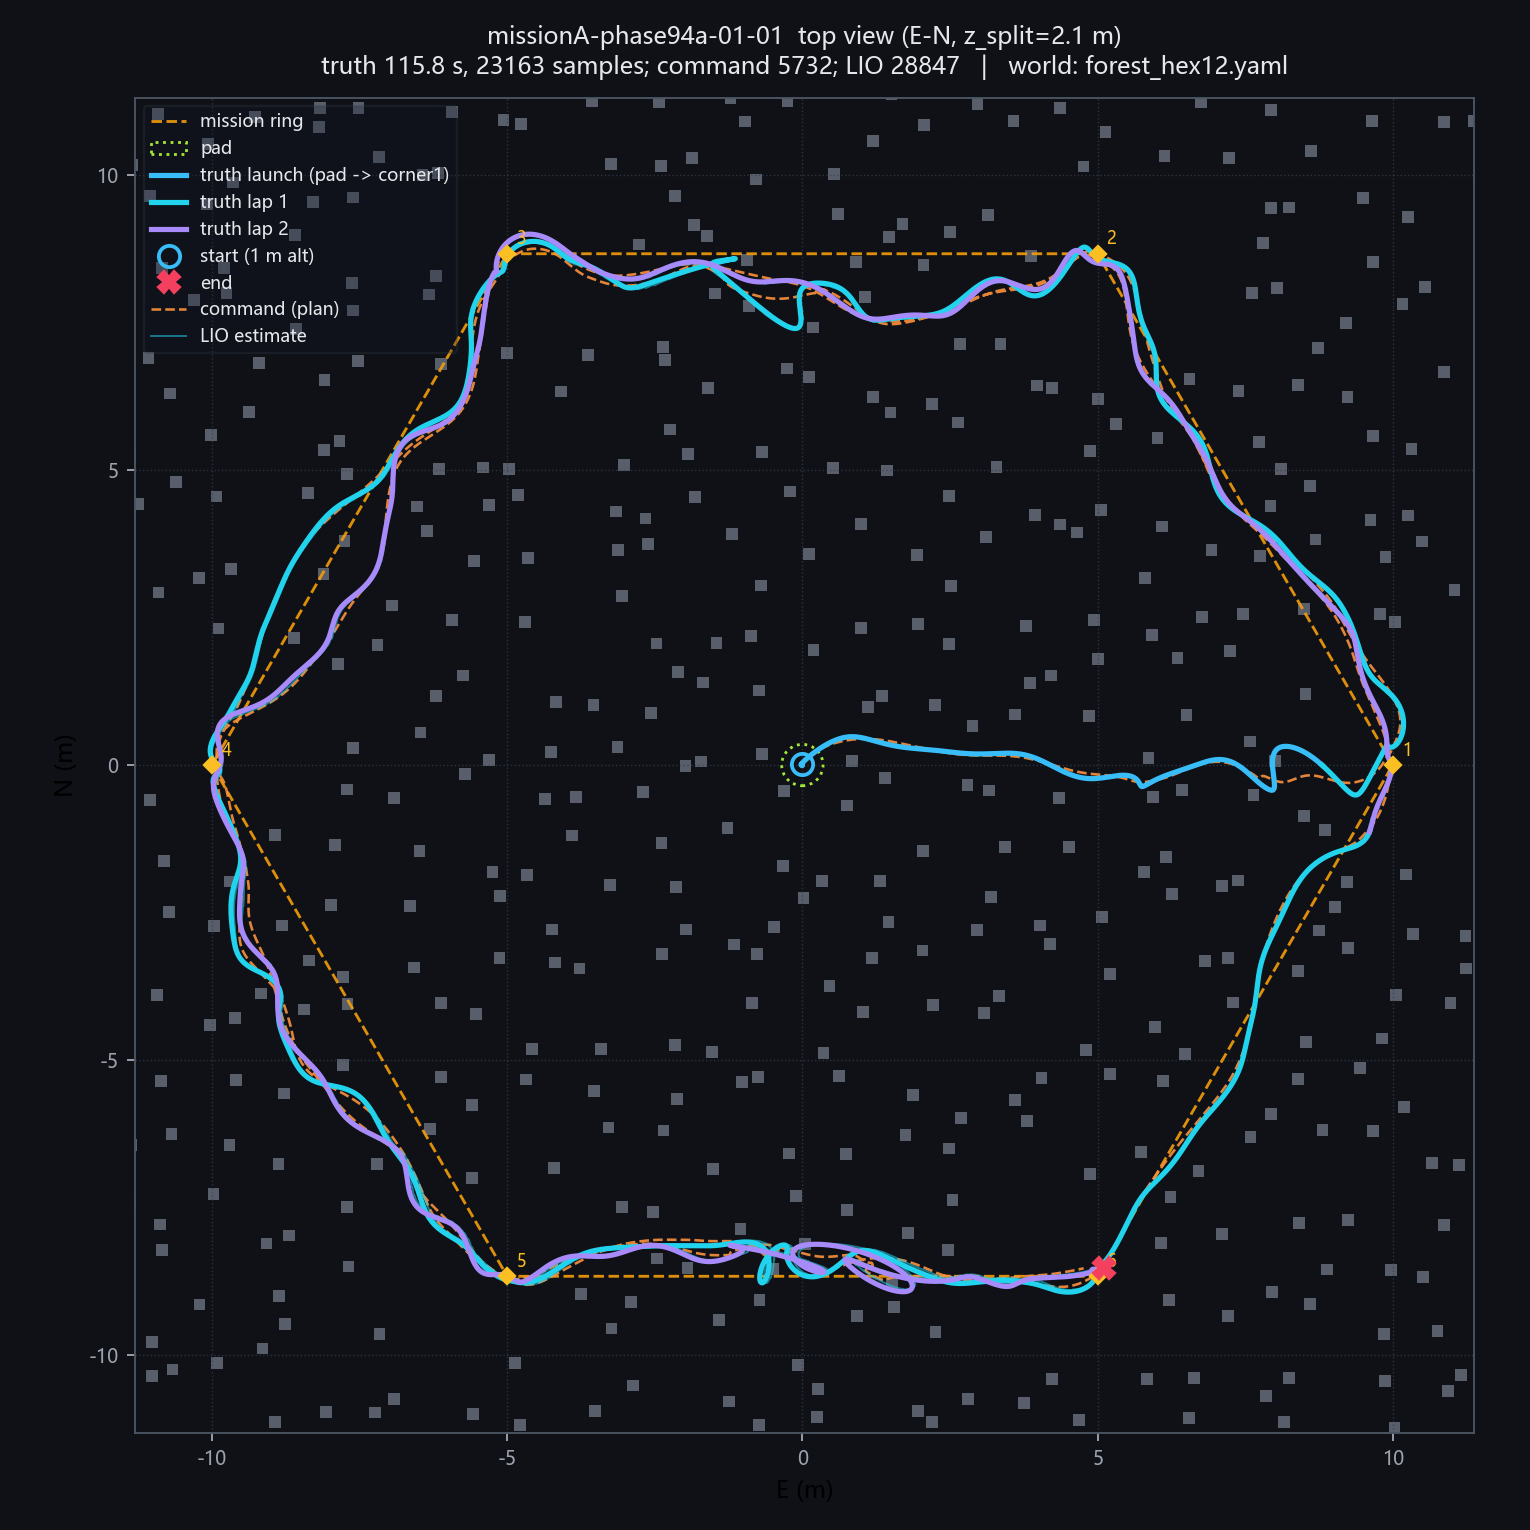 missionA-phase94a-01-01  top view (E-N, z_split=2.1 m)
truth 115.8 s, 23163 samples; command 5732; LIO 28847  |  world: forest_hex12.yaml
mission ring
pad
truth launch (pad -> corner1)
truth lap 1
truth lap 2
start (1 m alt)
end
command (plan)
LIO estimate
10
5
0
-5
-10
N (m)
3
2
4
1
5
-10
-5
0
5
10
E (m)